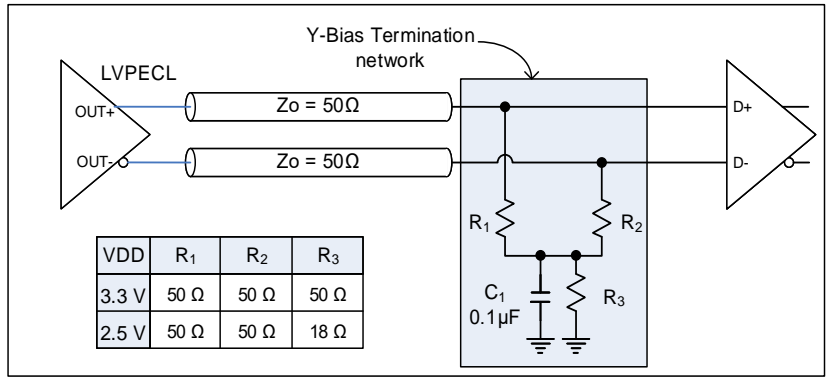 Y-Bias Termination
network
LVPECL
OUT+
Zo = 50Ω
D+
OUT-
Zo = 50Ω
D-
R1
R2
VDD R1 R2 R3
3.3 V 50 Ω 50 Ω 50 Ω
2.5 V 50 Ω 50 Ω 18 Ω
C1
0.1µF
R3